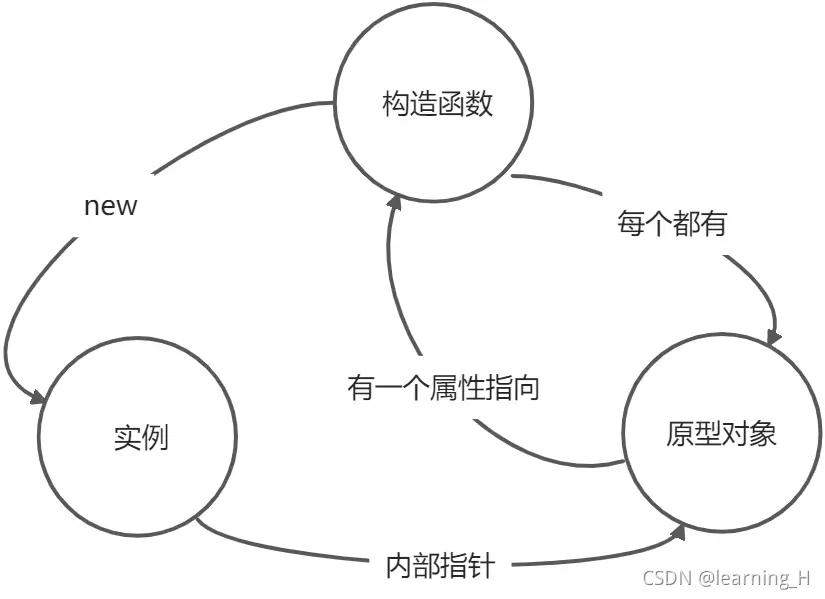 构造函数
new
每个都有
有一个属性指向
实例
原型对象
内部指针
CSDN @learning_H